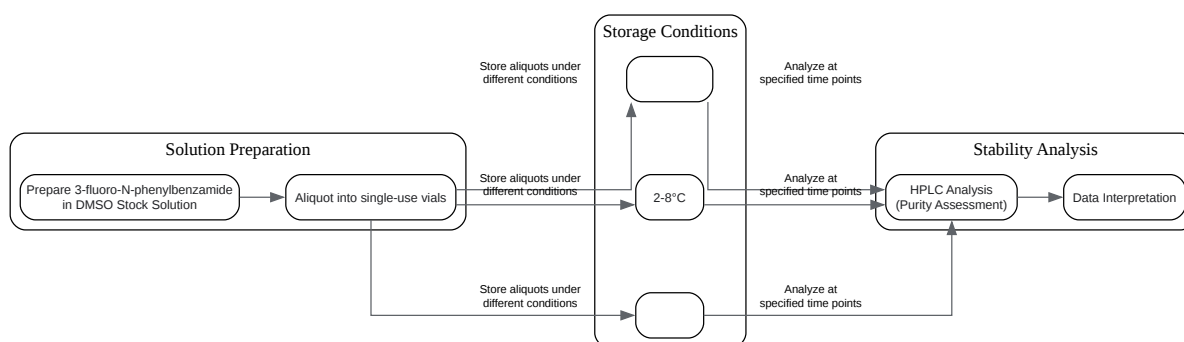 Storage Conditions
Store aliquots under
different conditions
Analyze at
specified time points
Solution Preparation
Stability Analysis
Prepare 3-fluoro-N-phenylbenzamide
in DMSO Stock Solution
Aliquot into single-use vials
Store aliquots under
different conditions
2-8°C
Analyze at
specified time points
HPLC Analysis
(Purity Assessment)
Data Interpretation
Store aliquots under
different conditions
Analyze at
specified time points